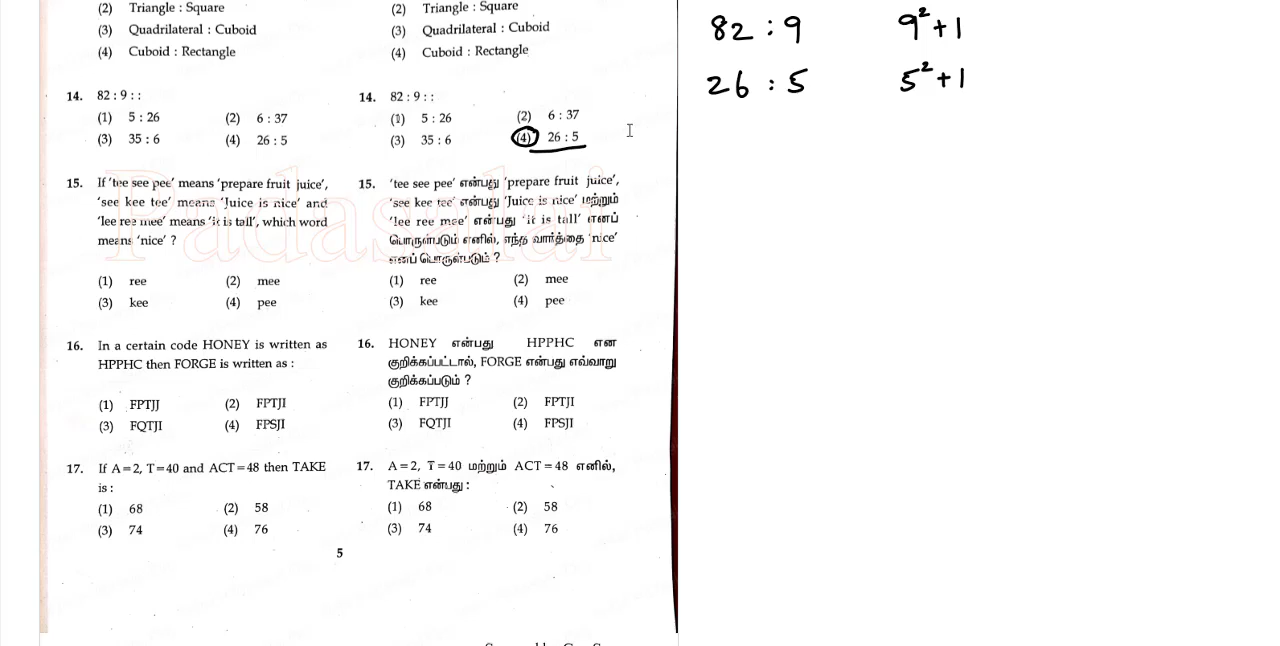 (2) Triangle : Square
(3) Quadrilateral : Cuboid
(4) Cuboid : Rectangle
14. 82 : 9 : :
(1) 5 : 26 (2) 6 : 37
(3) 35 : 6 (4) 26 : 5
15. If 'tee see pee' means 'prepare fruit juice',
'see kee tee' means 'Juice is nice' and
'lee ree mee' means 'it is tall', which word
means 'nice' ?
(1) ree (2) mee
(3) kee (4) pee
16. In a certain code HONEY is written as
HPPHC then FORGE is written as :
(1) FPTJJ (2) FPTJI
(3) FQTJI (4) FPSJI
17. If A=2, T=40 and ACT=48 then TAKE
is :
(1) 68 (2) 58
(3) 74 (4) 76
(2) Triangle : Square
(3) Quadrilateral : Cuboid
(4) Cuboid : Rectangle
14. 82 : 9 : :
(1) 5 : 26 (2) 6 : 37
(3) 35 : 6 (4) 26 : 5
15. 'tee see pee' என்பது 'prepare fruit juice',
'see kee tee' என்பது 'Juice is nice' மற்றும்
'lee ree mee' என்பது 'it is tall' எனப்
பொருள்படும் எனில், எந்த வார்த்தை 'nice'
எனப் பொருள்படும் ?
(1) ree (2) mee
(3) kee (4) pee
16. HONEY என்பது HPPHC என
குறிக்கப்பட்டால், FORGE என்பது எவ்வாறு
குறிக்கப்படும் ?
(1) FPTJJ (2) FPTJI
(3) FQTJI (4) FPSJI
17. A=2, T=40 மற்றும் ACT=48 எனில்,
TAKE என்பது :
(1) 68 (2) 58
(3) 74 (4) 76
5
Padasalai
82 : 9 9²+1
26 : 5 5²+1